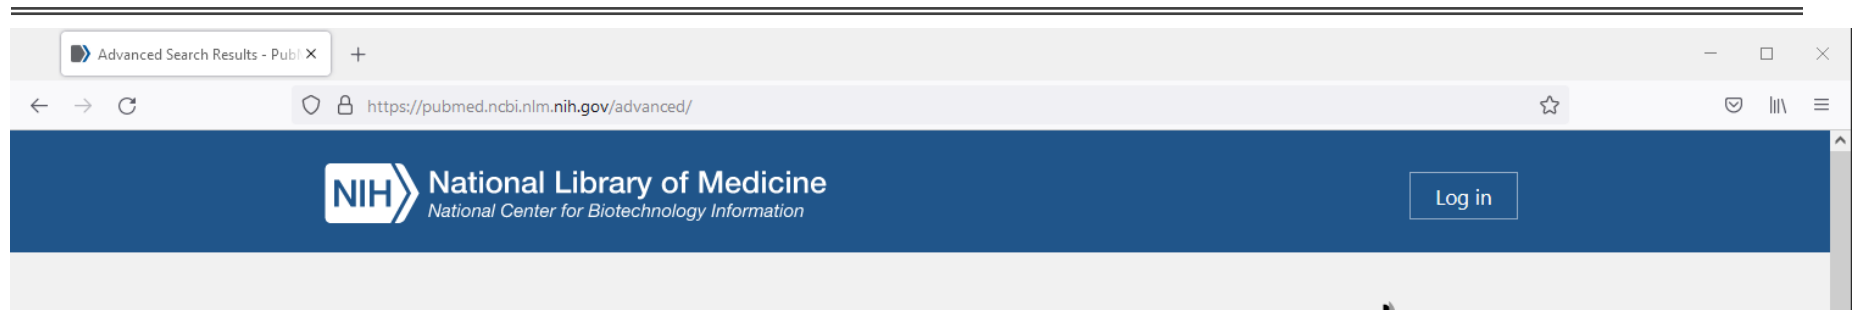 Advanced Search Results - Pub
https://pubmed.ncbi.nlm.nih.gov/advanced/
NIH
National Library of Medicine
National Center for Biotechnology Information
Log in